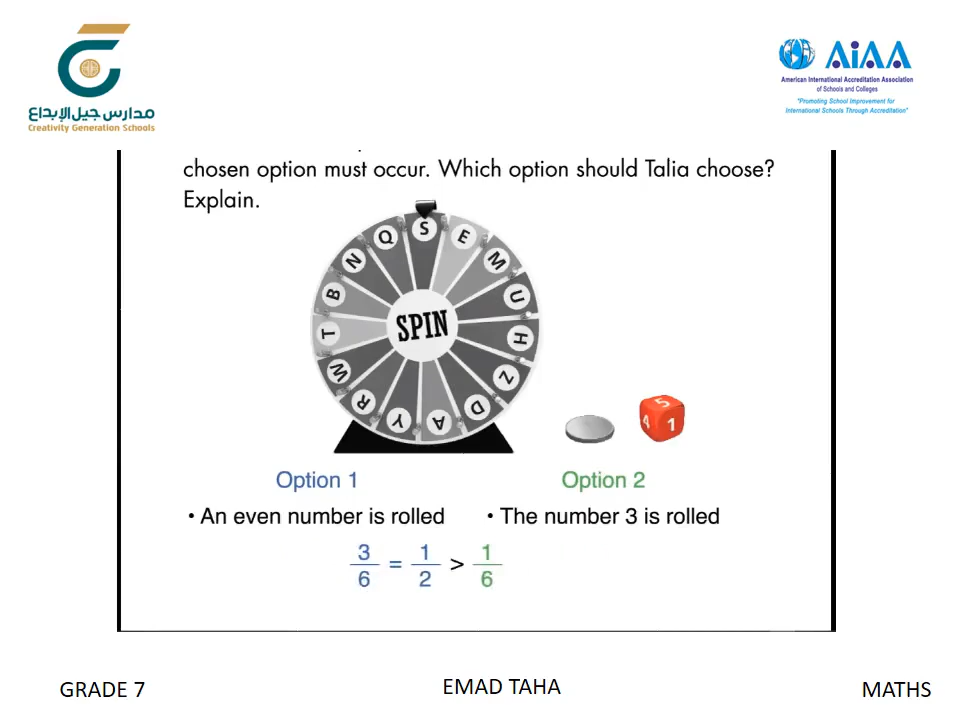 مدارس جيل الإبداع
Creativity Generation Schools
AiAA
American International Accreditation Association
of Schools and Colleges
"Promoting School Improvement for
International Schools Through Accreditation"
chosen option must occur. Which option should Talia choose?
Explain.
S
E
M
U
H
Z
D
A
Y
R
W
T
B
N
Q
SPIN
5
4
1
Option 1
Option 2
• An even number is rolled
• The number 3 is rolled
3/6 = 1/2 > 1/6
GRADE 7
EMAD TAHA
MATHS